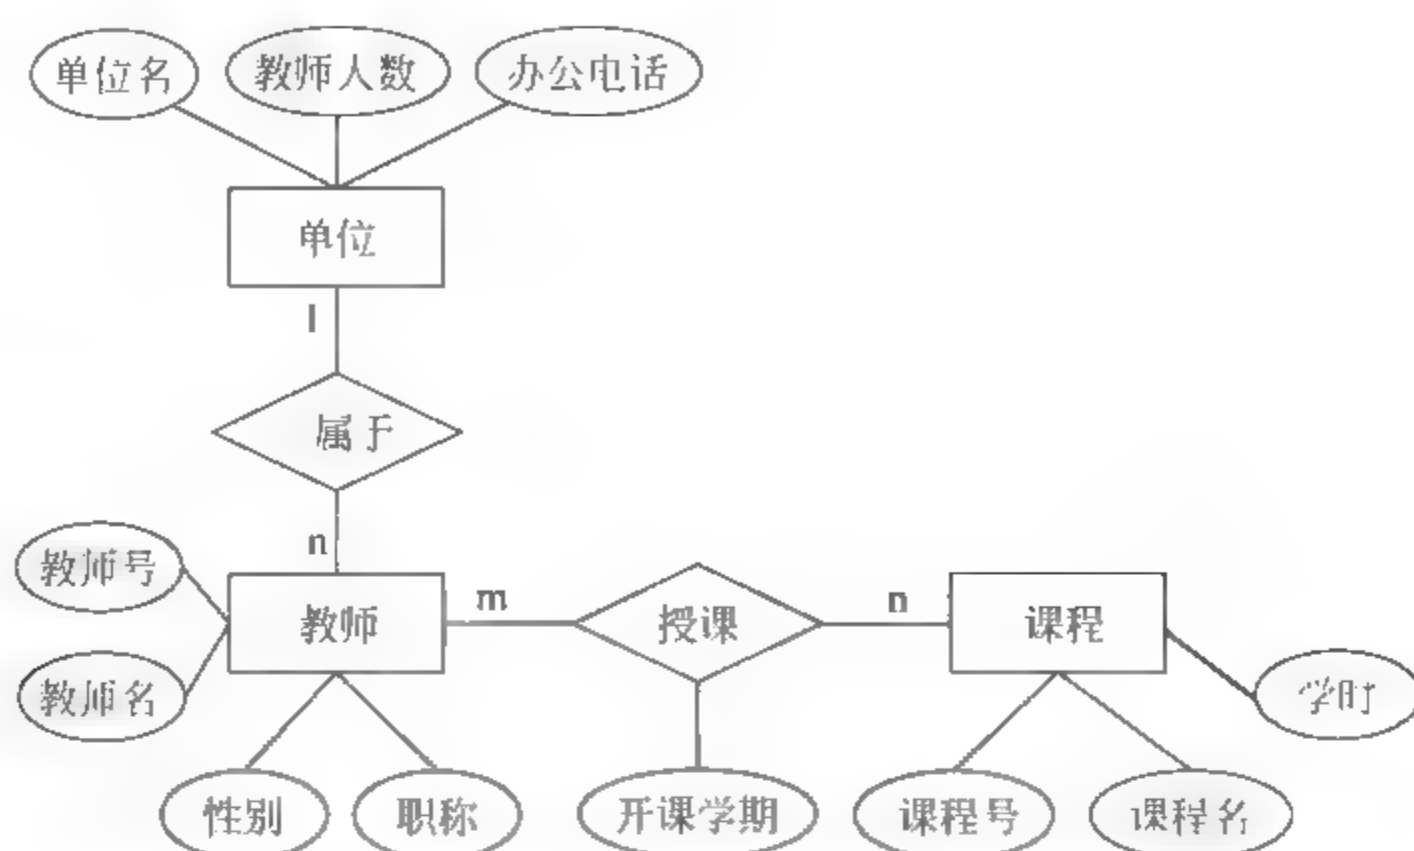 单位名 教师人数 办公电话
单位
1
属于
n
教师号
教师 m 授课 n 课程
教师名 学时
性别 职称 开课学期 课程号 课程名